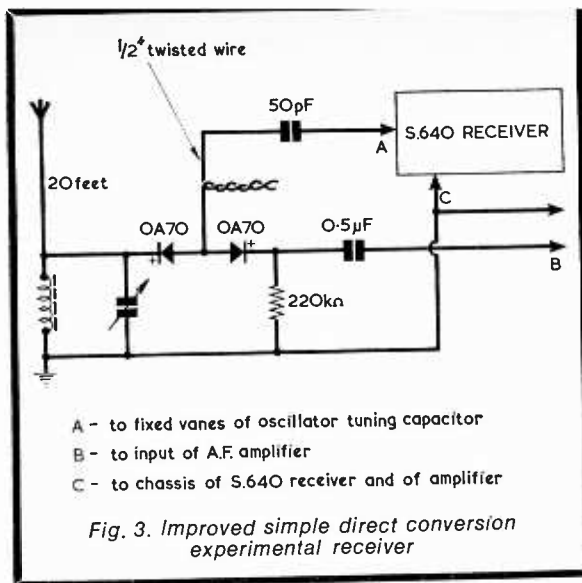 1/2" twisted wire
50pF
S.640 RECEIVER
A
20feet
C
OA70
OA70
0·5µF
B
+
+
220kΩ
A - to fixed vanes of oscillator tuning capacitor
B - to input of A.F. amplifier
C - to chassis of S.640 receiver and of amplifier
Fig. 3. Improved simple direct conversion
experimental receiver